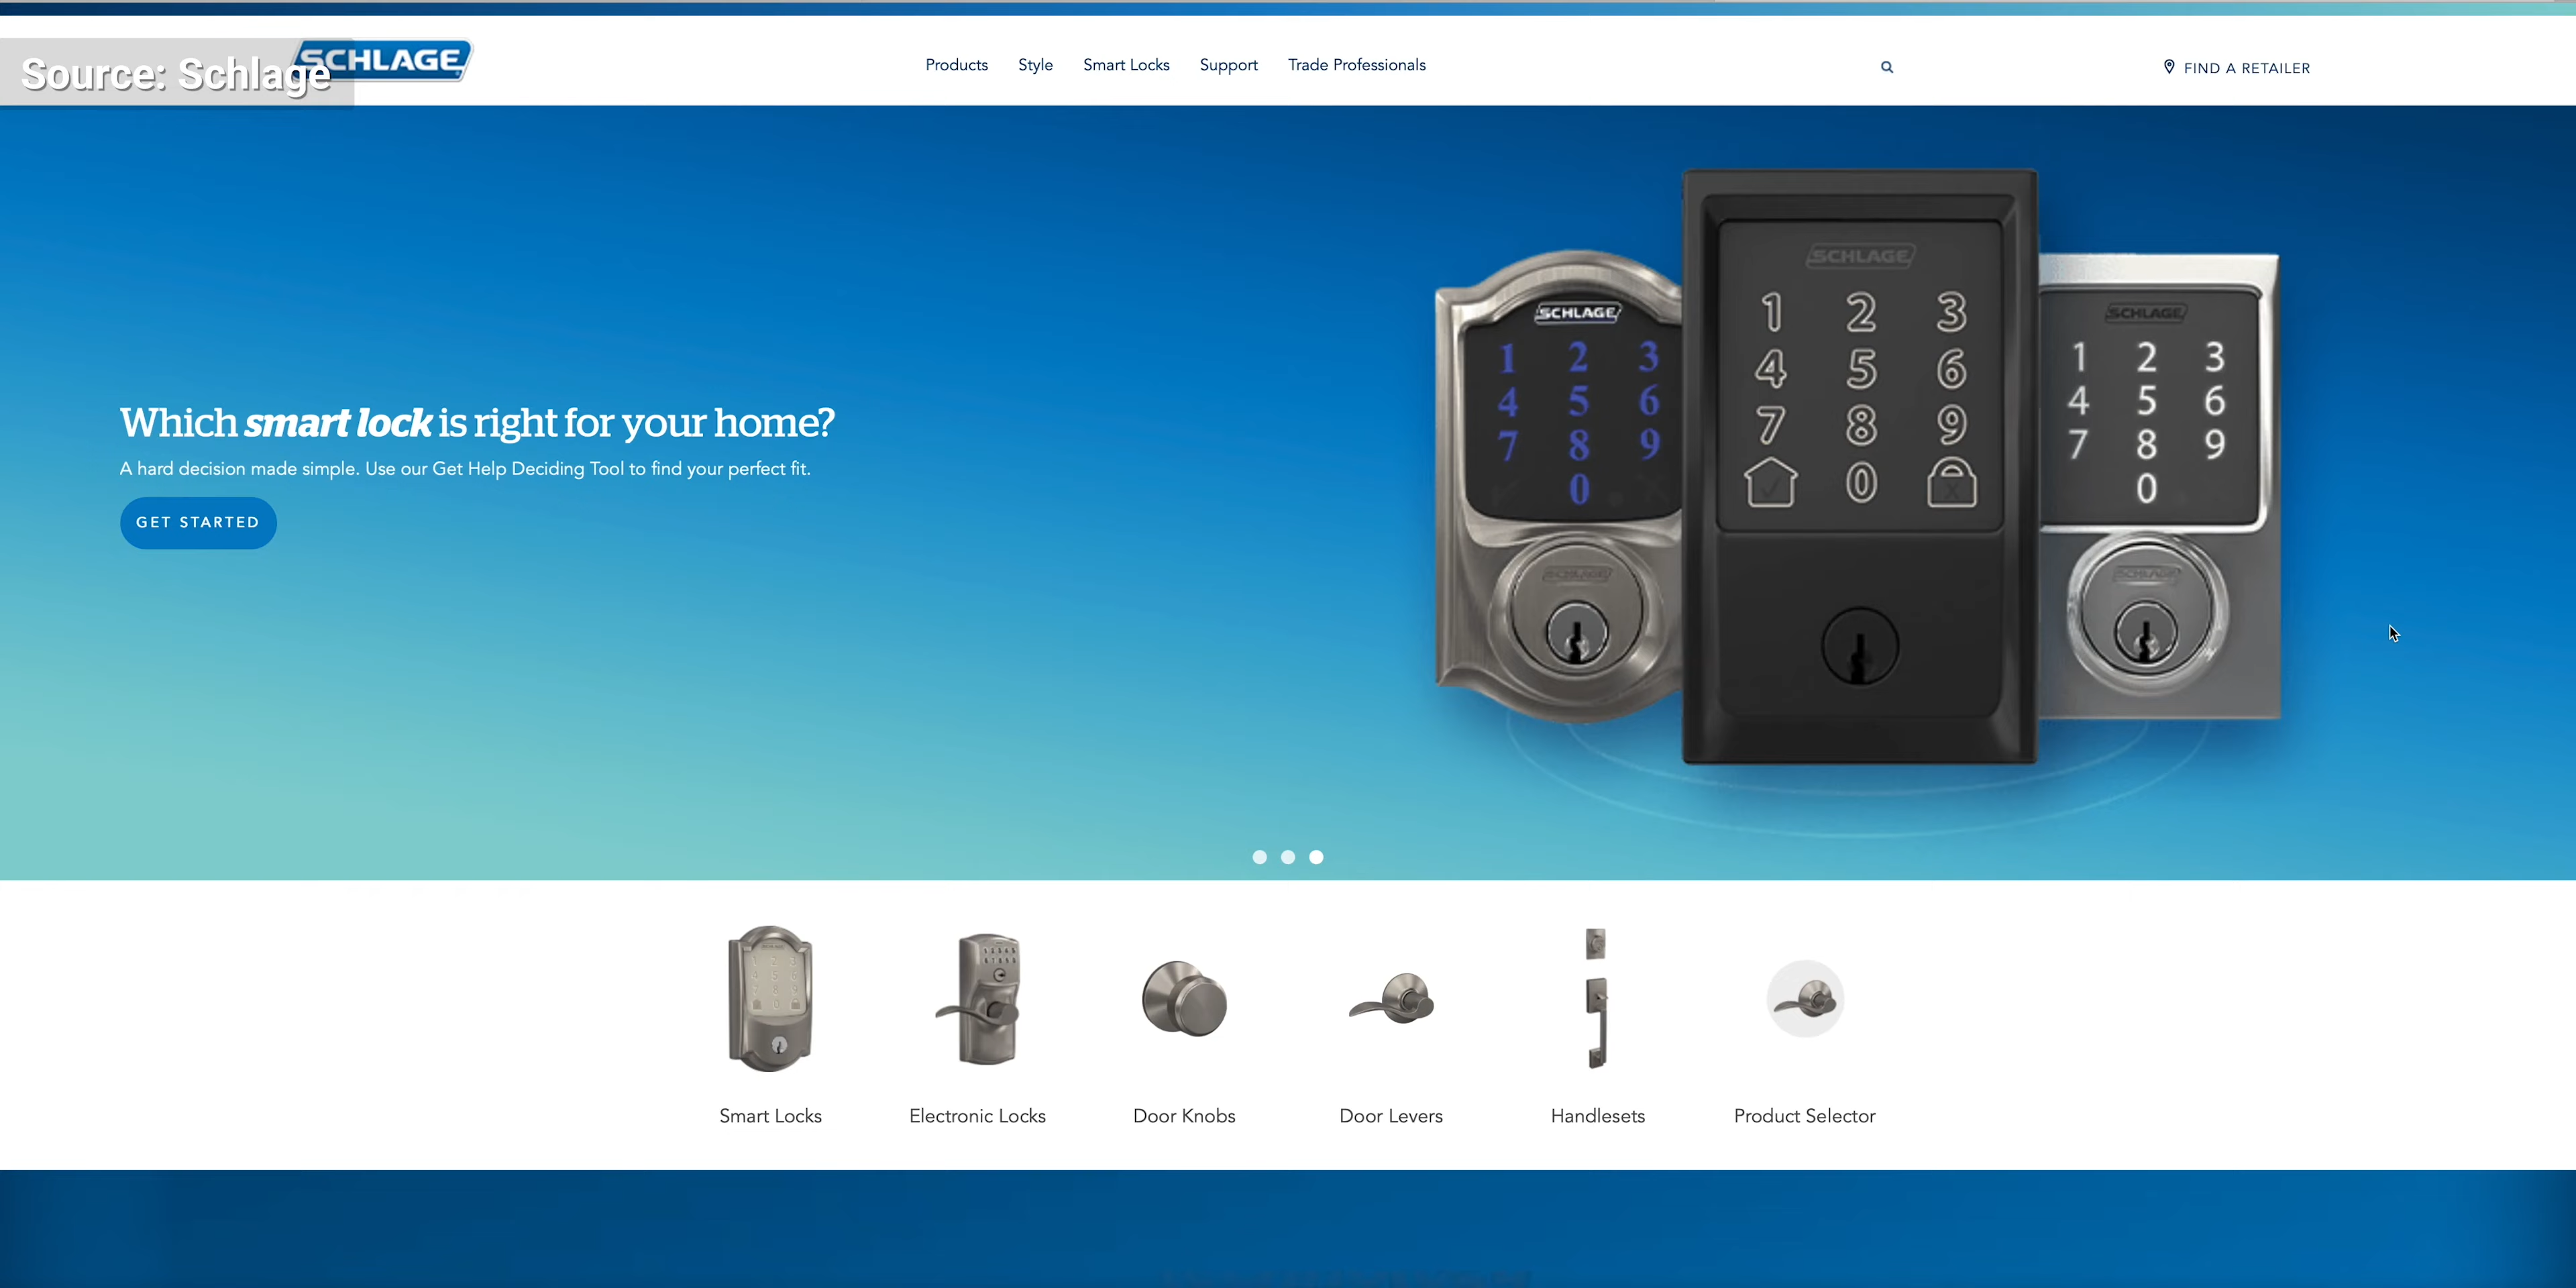 Source: Schlage
SCHLAGE
Products
Style
Smart Locks
Support
Trade Professionals
FIND A RETAILER
Which smart lock is right for your home?
A hard decision made simple. Use our Get Help Deciding Tool to find your perfect fit.
GET STARTED
SCHLAGE
1 2 3
4 5 6
7 8 9
0
SCHLAGE
SCHLAGE
1 2 3
4 5 6
7 8 9
0
SCHLAGE
1 2 3
4 5 6
7 8 9
0
SCHLAGE
Smart Locks
Electronic Locks
Door Knobs
Door Levers
Handlesets
Product Selector